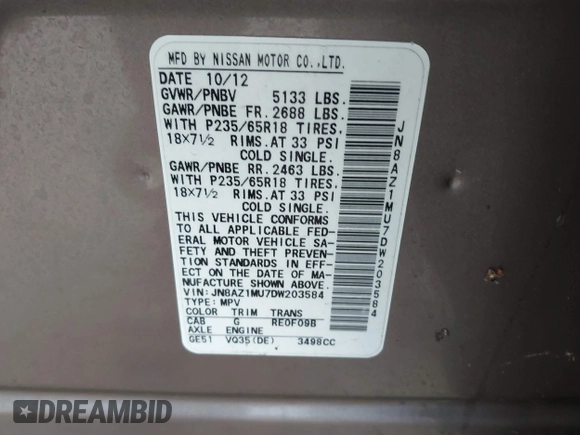 MFD BY NISSAN MOTOR CO.,LTD.
DATE 10/12
GVWR/PNBV 5133 LBS.
GAWR/PNBE FR. 2688 LBS.
WITH P235/65R18 TIRES.
18X7½ RIMS. AT 33 PSI
COLD SINGLE.
GAWR/PNBE RR. 2463 LBS.
WITH P235/65R18 TIRES.
18X7½ RIMS. AT 33 PSI
COLD SINGLE.
THIS VEHICLE CONFORMS
TO ALL APPLICABLE FED-
ERAL MOTOR VEHICLE SA-
FETY AND THEFT PREVEN-
TION STANDARDS IN EF-
FECT ON THE DATE OF MA-
NUFACTURE SHOWN ABOVE.
VIN: JN8AZ1MU7DW203584
TYPE: MPV
COLOR TRIM TRANS
CAB G RE0F09B
AXLE ENGINE
GE51 VQ35(DE) 3498CC
JN8AZ1MU7DW203584
DREAMBID